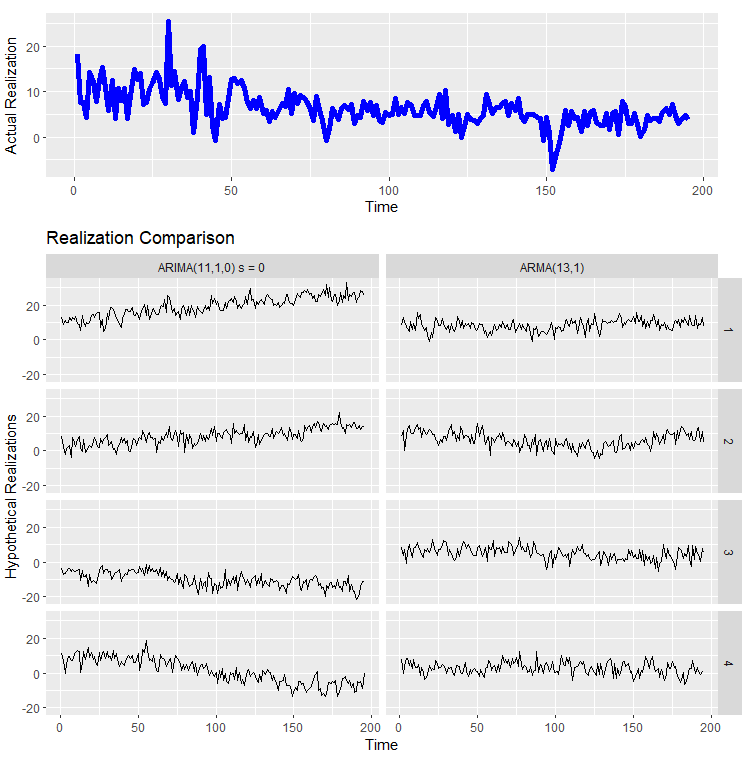 Actual Realization
20
10
0
0 50 100 150 200
Time
Realization Comparison
ARIMA(11,1,0) s = 0 ARMA(13,1)
Hypothetical Realizations
20
0
-20
1
20
0
-20
2
20
0
-20
3
20
0
-20
4
0 50 100 150 200 0 50 100 150 200
Time